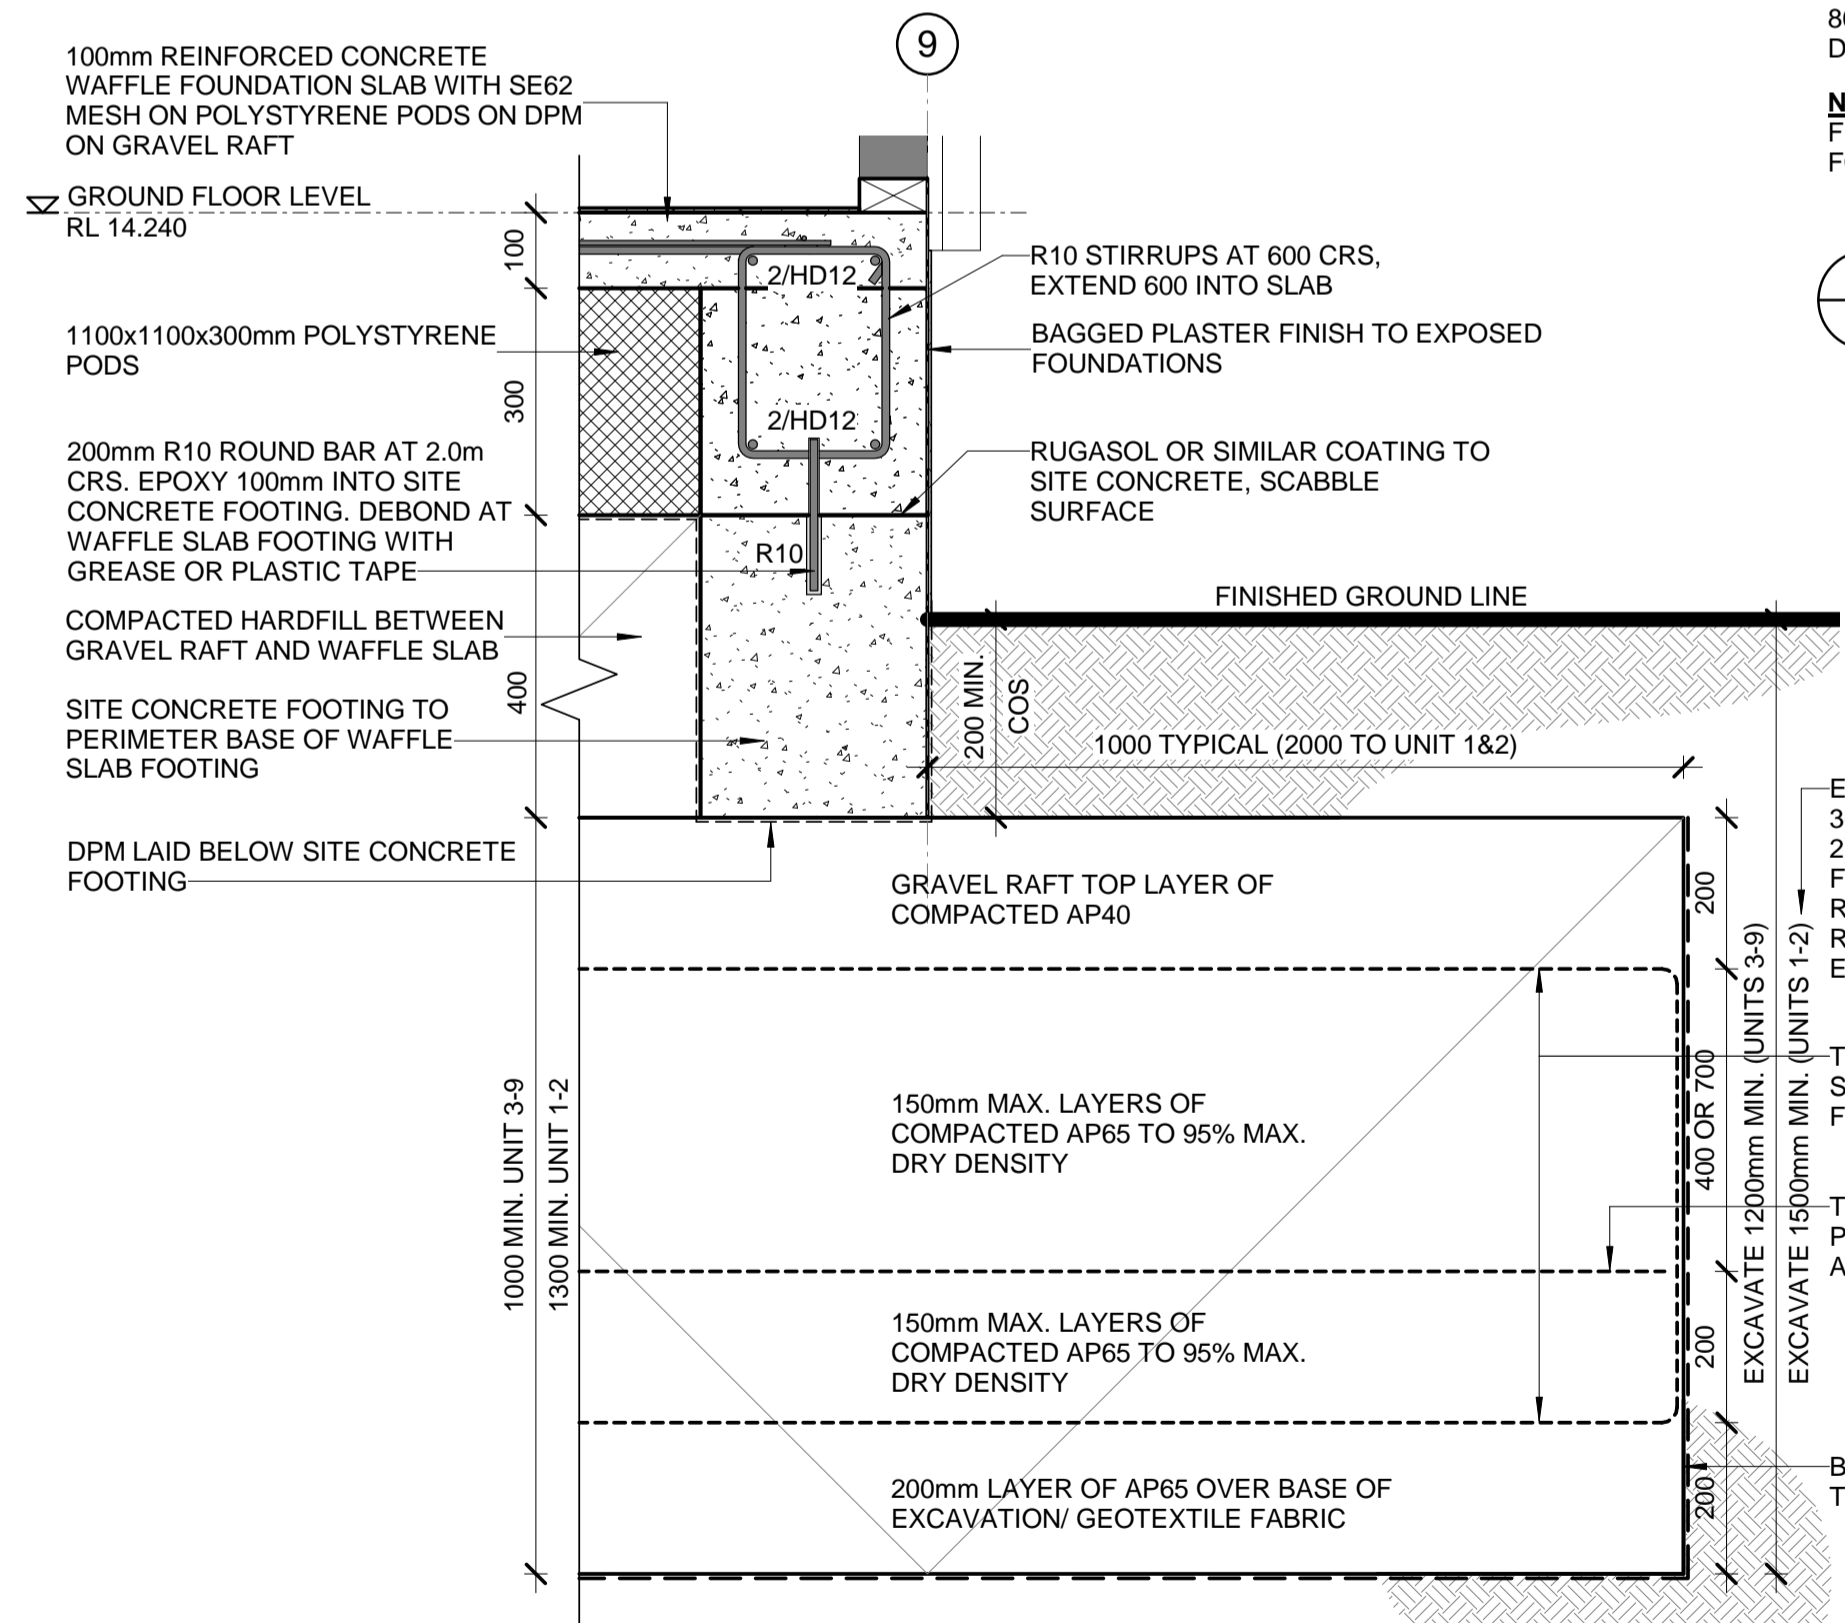 9
100mm REINFORCED CONCRETE
WAFFLE FOUNDATION SLAB WITH SE62
MESH ON POLYSTYRENE PODS ON DPM
ON GRAVEL RAFT
GROUND FLOOR LEVEL
RL 14.240
1100x1100x300mm POLYSTYRENE
PODS
200mm R10 ROUND BAR AT 2.0m
CRS. EPOXY 100mm INTO SITE
CONCRETE FOOTING. DEBOND AT
WAFFLE SLAB FOOTING WITH
GREASE OR PLASTIC TAPE
COMPACTED HARDFILL BETWEEN
GRAVEL RAFT AND WAFFLE SLAB
SITE CONCRETE FOOTING TO
PERIMETER BASE OF WAFFLE
SLAB FOOTING
DPM LAID BELOW SITE CONCRETE
FOOTING
100
300
400
1000 MIN. UNIT 3-9
1300 MIN. UNIT 1-2
2/HD12
2/HD12
R10
R10 STIRRUPS AT 600 CRS,
EXTEND 600 INTO SLAB
BAGGED PLASTER FINISH TO EXPOSED
FOUNDATIONS
RUGASOL OR SIMILAR COATING TO
SITE CONCRETE, SCABBLE
SURFACE
FINISHED GROUND LINE
200 MIN.
COS
1000 TYPICAL (2000 TO UNIT 1&2)
GRAVEL RAFT TOP LAYER OF
COMPACTED AP40
150mm MAX. LAYERS OF
COMPACTED AP65 TO 95% MAX.
DRY DENSITY
150mm MAX. LAYERS OF
COMPACTED AP65 TO 95% MAX.
DRY DENSITY
200mm LAYER OF AP65 OVER BASE OF
EXCAVATION/ GEOTEXTILE FABRIC
200
400 OR 700
200
200
EXCAVATE 1200mm MIN. (UNITS 3-9)
EXCAVATE 1500mm MIN. (UNITS 1-2)
D
N
F
E
3
2
F
R
R
E
T
S
F
T
P
A
B
T